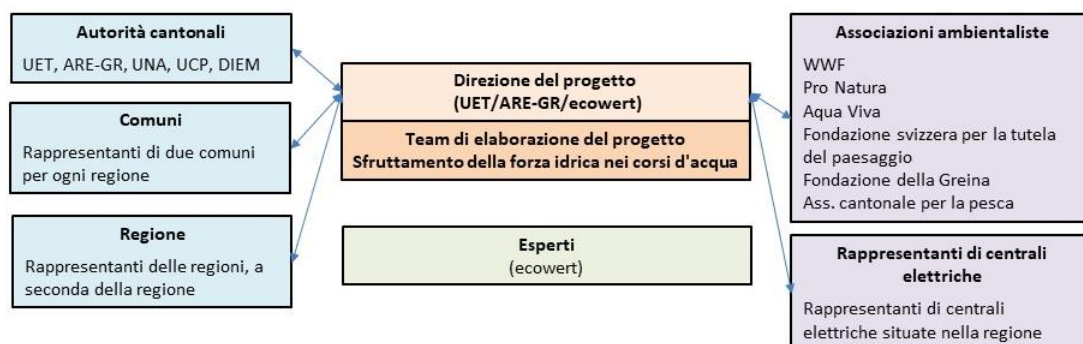 Autorità cantonali
UET, ARE-GR, UNA, UCP, DIEM
Comuni
Rappresentanti di due comuni
per ogni regione
Regione
Rappresentanti delle regioni, a
seconda della regione
Direzione del progetto
(UET/ARE-GR/ecowert)
Team di elaborazione del progetto
Sfruttamento della forza idrica nei corsi d'acqua
Esperti
(ecowert)
Associazioni ambientaliste
WWF
Pro Natura
Aqua Viva
Fondazione svizzera per la tutela
del paesaggio
Fondazione della Greina
Ass. cantonale per la pesca
Rappresentanti di centrali
elettriche
Rappresentanti di centrali
elettriche situate nella regione